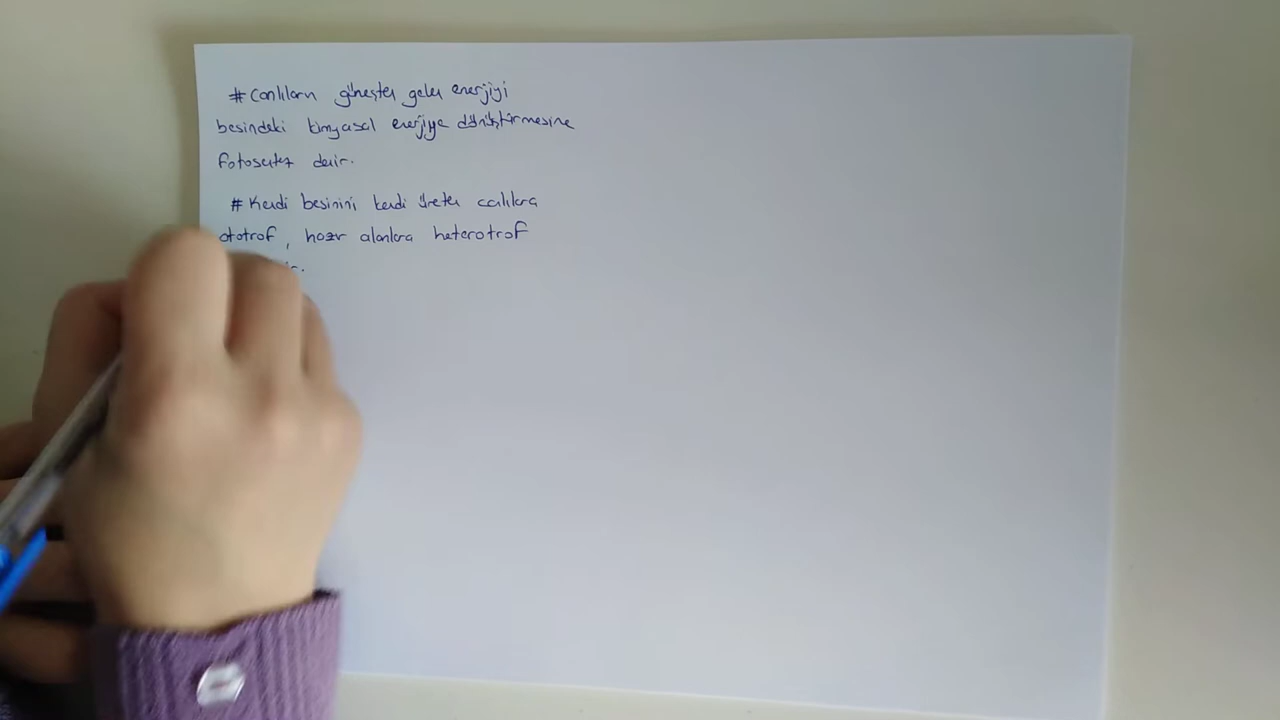 # Canlıların güneşten gelen enerjiyi
besindeki kimyasal enerjiye dönüştürmesine
fotosentez denir.
# Kendi besinini kendi üreten canlılara
ototrof, hazır alanlara heterotrof